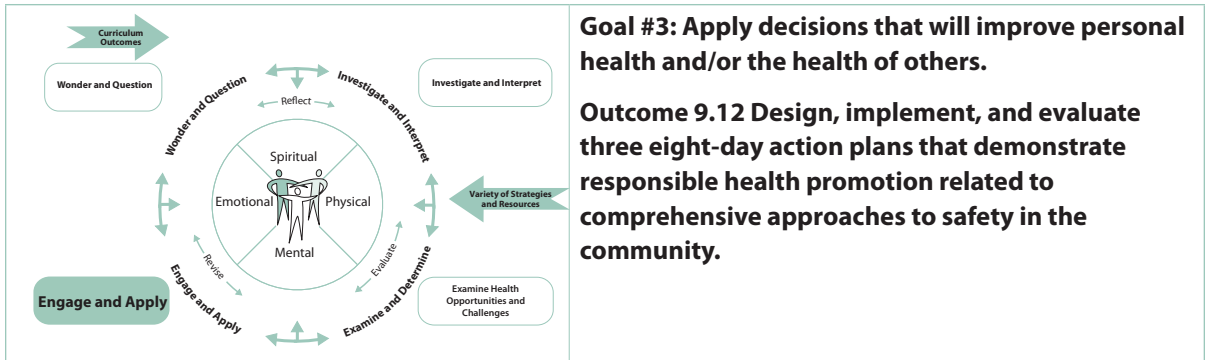 Curriculum
Outcomes
Wonder and Question
Investigate and Interpret
Wonder and Question
Investigate and Interpret
Reflect
Spiritual
Emotional
Physical
Mental
Variety of Strategies
and Resources
Revise
Evaluate
Engage and Apply
Examine and Determine
Engage and Apply
Examine Health
Opportunities and
Challenges
Goal #3: Apply decisions that will improve personal
health and/or the health of others.
Outcome 9.12 Design, implement, and evaluate
three eight-day action plans that demonstrate
responsible health promotion related to
comprehensive approaches to safety in the
community.